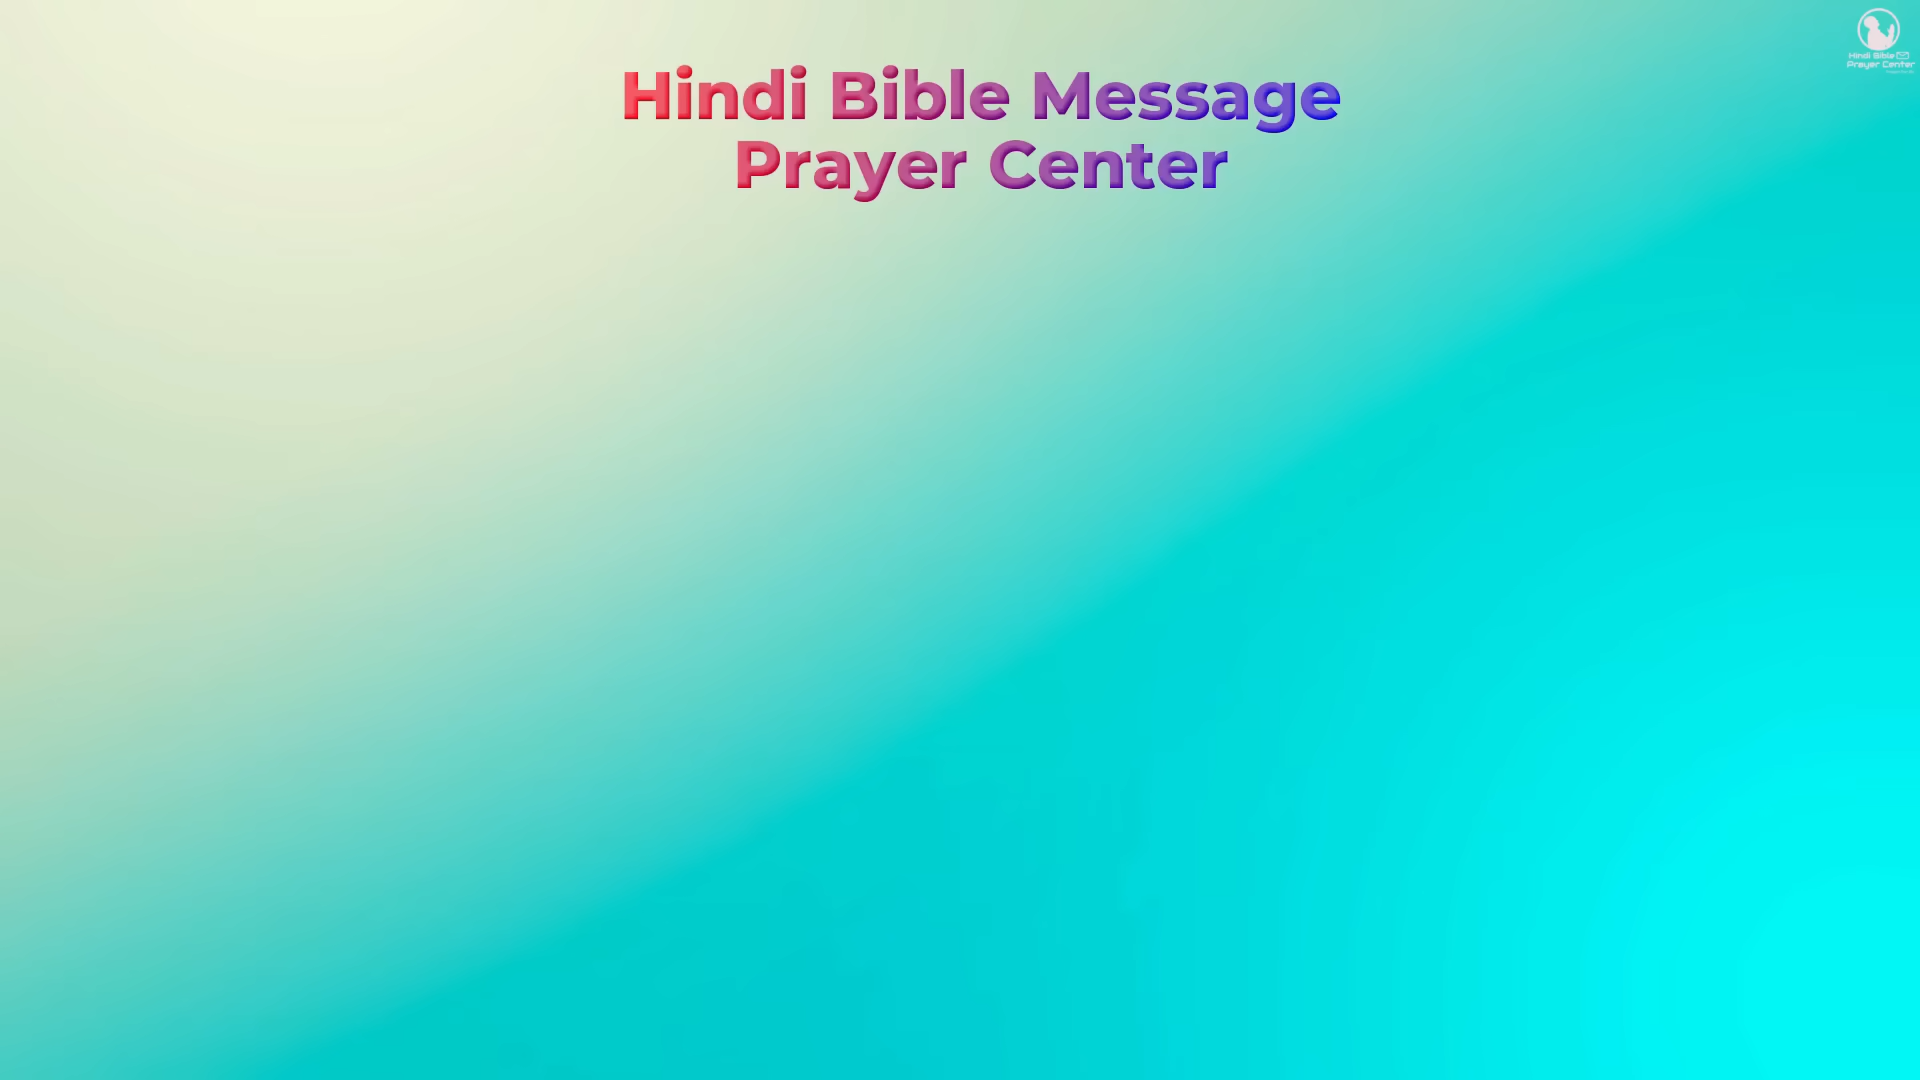 Hindi Bible Message
Prayer Center
Hindi Bible
Prayer Center